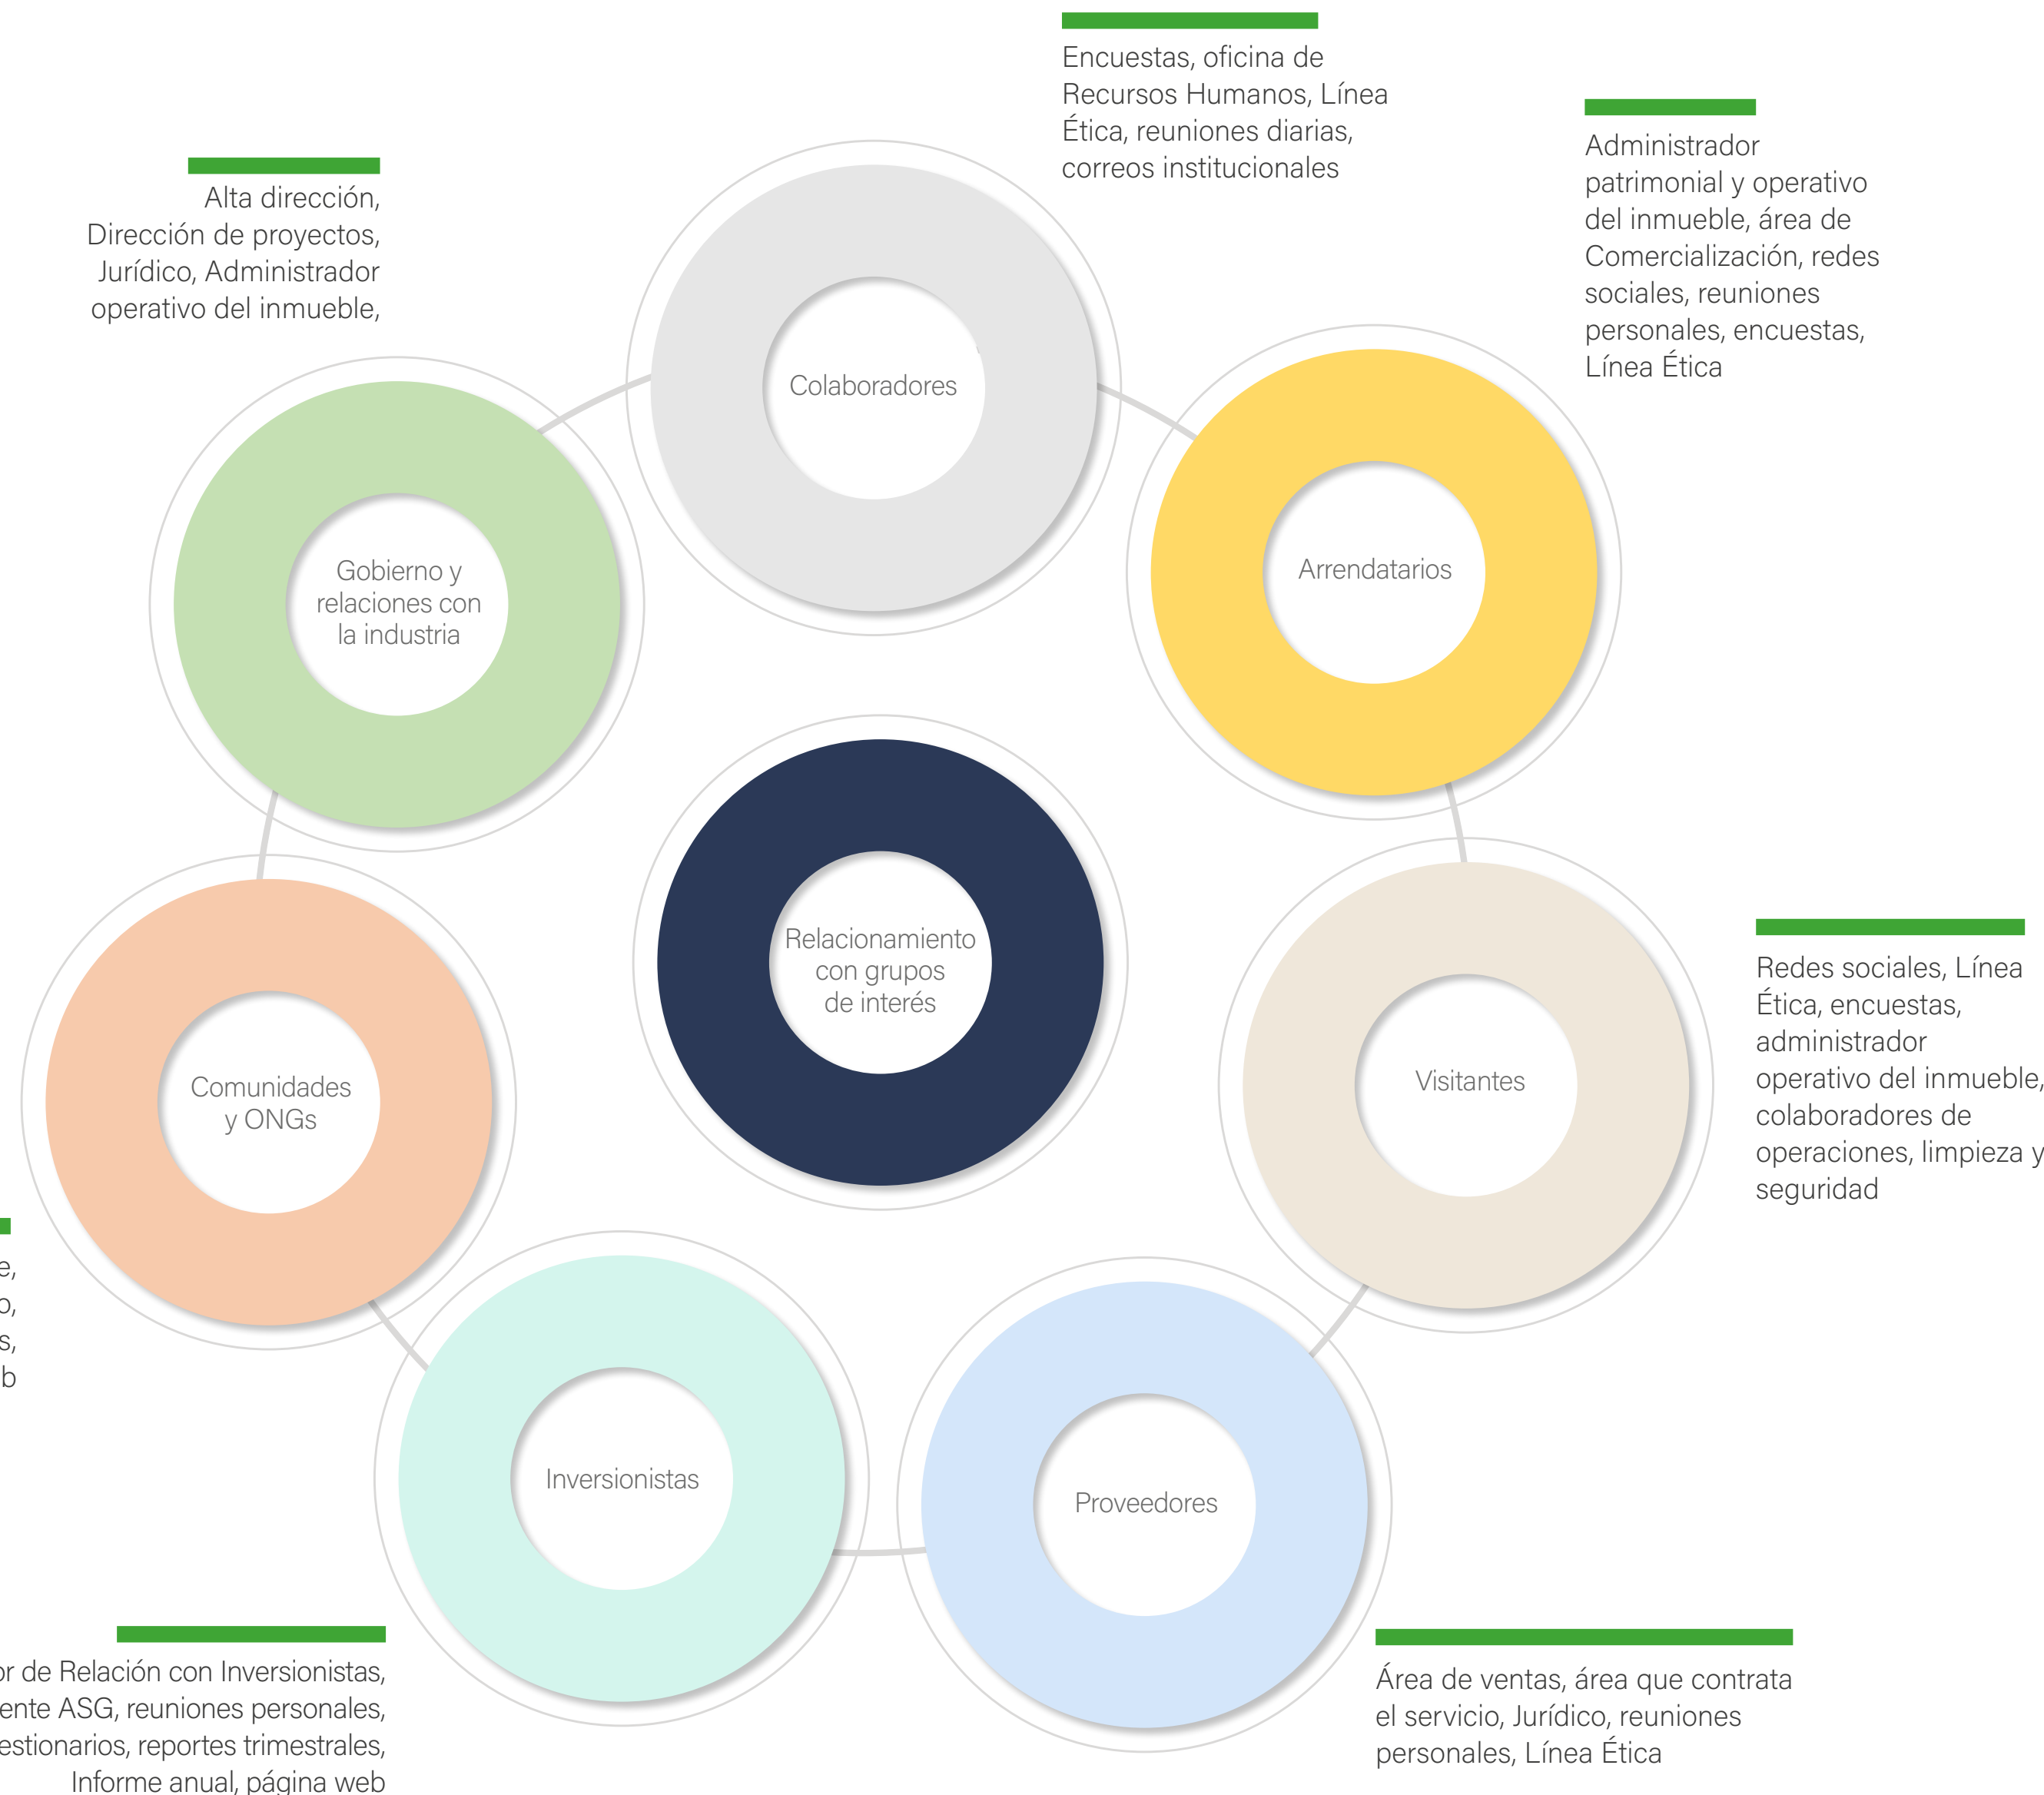 Encuestas, oficina de
Recursos Humanos, Línea
Ética, reuniones diarias,
correos institucionales
Administrador
patrimonial y operativo
del inmueble, área de
Comercialización, redes
sociales, reuniones
personales, encuestas,
Línea Ética
Alta dirección,
Dirección de proyectos,
Jurídico, Administrador
operativo del inmueble,
Colaboradores
Arrendatarios
Gobierno y
relaciones con
la industria
Relacionamiento
con grupos
de interés
Redes sociales, Línea
Ética, encuestas,
administrador
operativo del inmueble,
colaboradores de
operaciones, limpieza y
seguridad
Visitantes
Comunidades
y ONGs
Inversionistas
Proveedores
de Relación con Inversionistas,
ASG, reuniones personales,
reportes trimestrales,
Informe anual, página web
Área de ventas, área que contrata
el servicio, Jurídico, reuniones
personales, Línea Ética